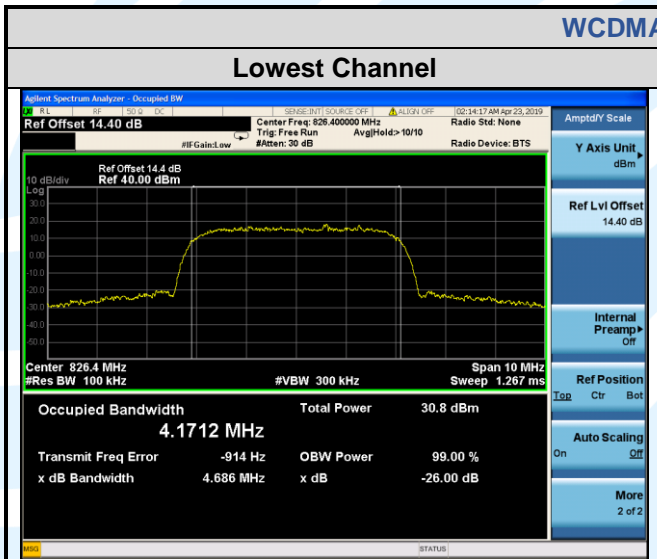 WCDMA
Lowest Channel
Agilent Spectrum Analyzer - Occupied BW
RL RF 50 Ω DC SENSE:INT SOURCE OFF ALIGN OFF 02:14:17 AM Apr 23, 2019
Ref Offset 14.40 dB
Center Freq: 826.400000 MHz
Radio Std: None
Trig: Free Run Avg|Hold:> 10/10
#IFGain:Low #Atten: 30 dB Radio Device: BTS
Ref Offset 14.4 dB
10 dB/div Ref 40.00 dBm
Log
30.0
20.0
10.0
0.00
-10.0
-20.0
-30.0
-40.0
-50.0
Center 826.4 MHz Span 10 MHz
#Res BW 100 kHz #VBW 300 kHz Sweep 1.267 ms
Occupied Bandwidth Total Power 30.8 dBm
4.1712 MHz
Transmit Freq Error -914 Hz OBW Power 99.00 %
x dB Bandwidth 4.686 MHz x dB -26.00 dB
MSG STATUS
Amptd/Y Scale
Y Axis Unit
dBm
Ref Lvl Offset
14.40 dB
Internal
Preamp
Off
Ref Position
Top Ctr Bot
Auto Scaling
On Off
More
2 of 2